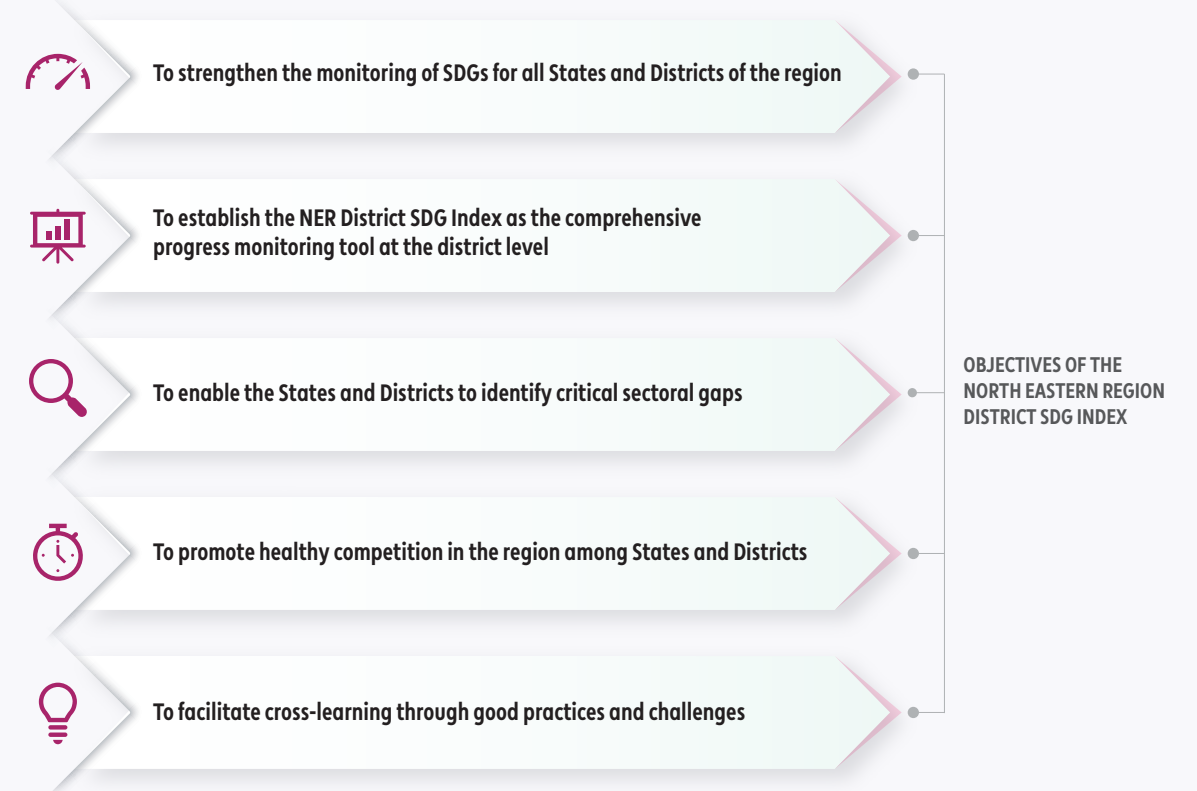 To strengthen the monitoring of SDGs for all States and Districts of the region
To establish the NER District SDG Index as the comprehensive
progress monitoring tool at the district level
To enable the States and Districts to identify critical sectoral gaps
To promote healthy competition in the region among States and Districts
To facilitate cross-learning through good practices and challenges
OBJECTIVES OF THE
NORTH EASTERN REGION
DISTRICT SDG INDEX